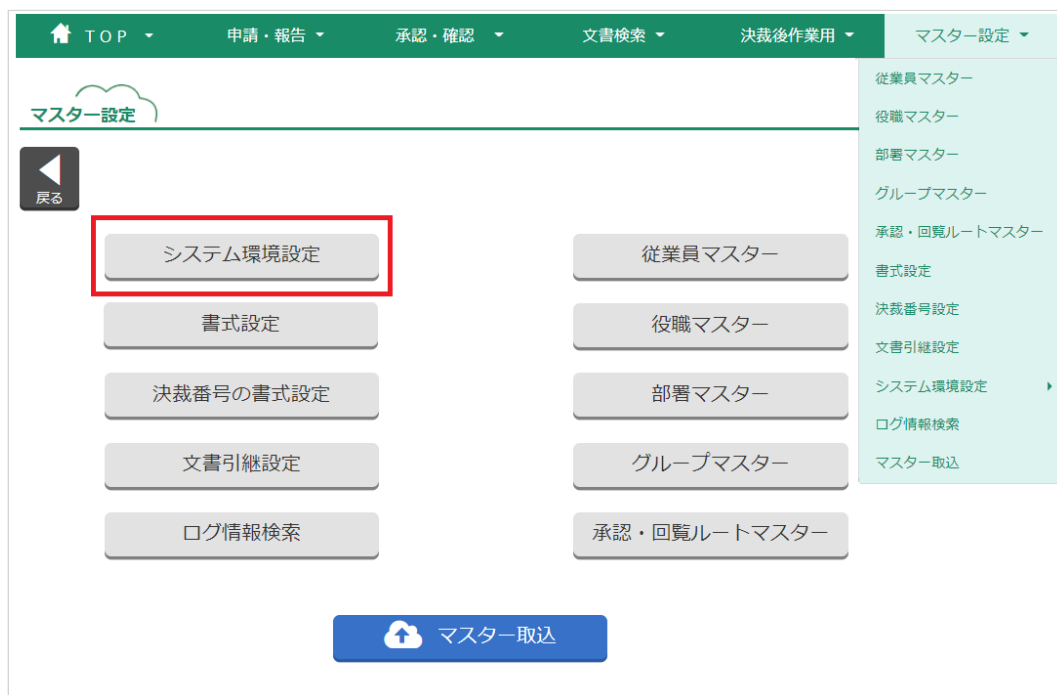 TOP 申請・報告 承認・確認 文書検索 決裁後作業用 マスター設定
マスター設定
戻る
システム環境設定
書式設定
決裁番号の書式設定
文書引継設定
ログ情報検索
従業員マスター
役職マスター
部署マスター
グループマスター
承認・回覧ルートマスター
マスター取込
従業員マスター
役職マスター
部署マスター
グループマスター
承認・回覧ルートマスター
書式設定
決裁番号設定
文書引継設定
システム環境設定
ログ情報検索
マスター取込